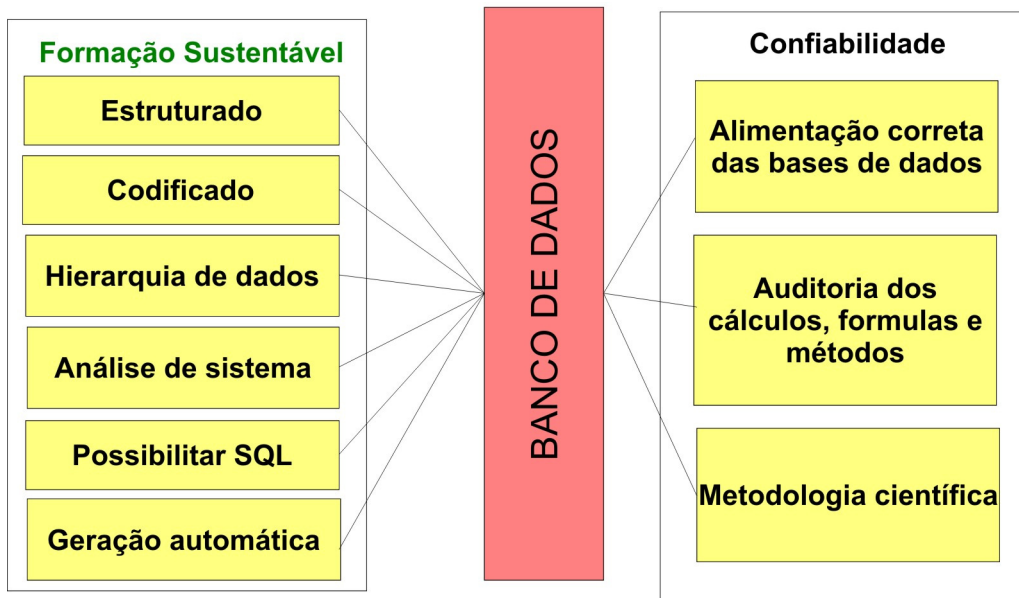 Formação Sustentável
Estruturado
Codificado
Hierarquia de dados
Análise de sistema
Possibilitar SQL
Geração automática
BANCO DE DADOS
Confiabilidade
Alimentação correta
das bases de dados
Auditoria dos
cálculos, formulas e
métodos
Metodologia científica